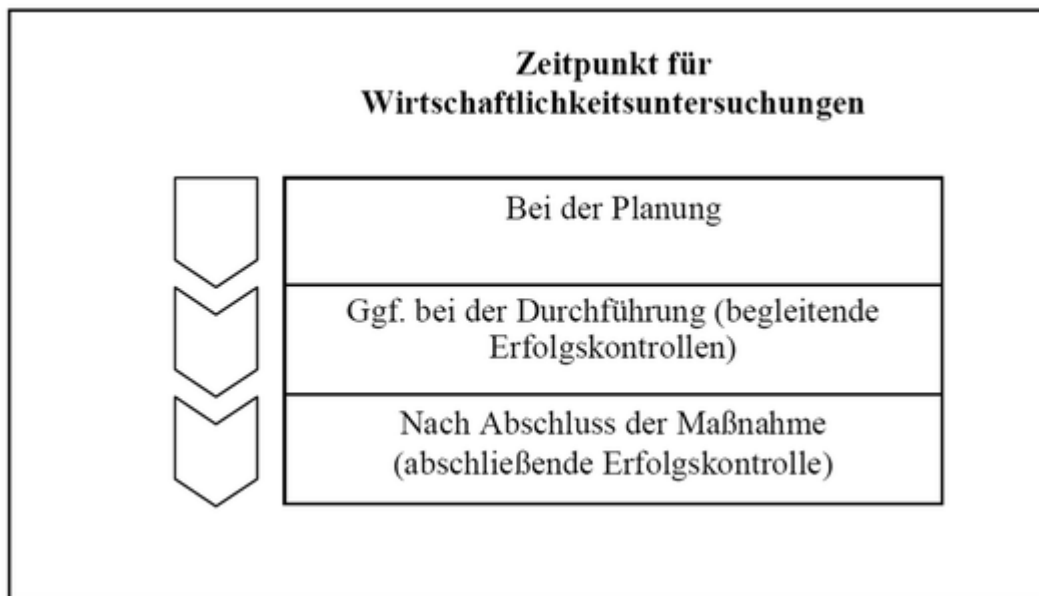 Zeitpunkt für
Wirtschaftlichkeitsuntersuchungen
Bei der Planung
Ggf. bei der Durchführung (begleitende
Erfolgskontrollen)
Nach Abschluss der Maßnahme
(abschließende Erfolgskontrolle)